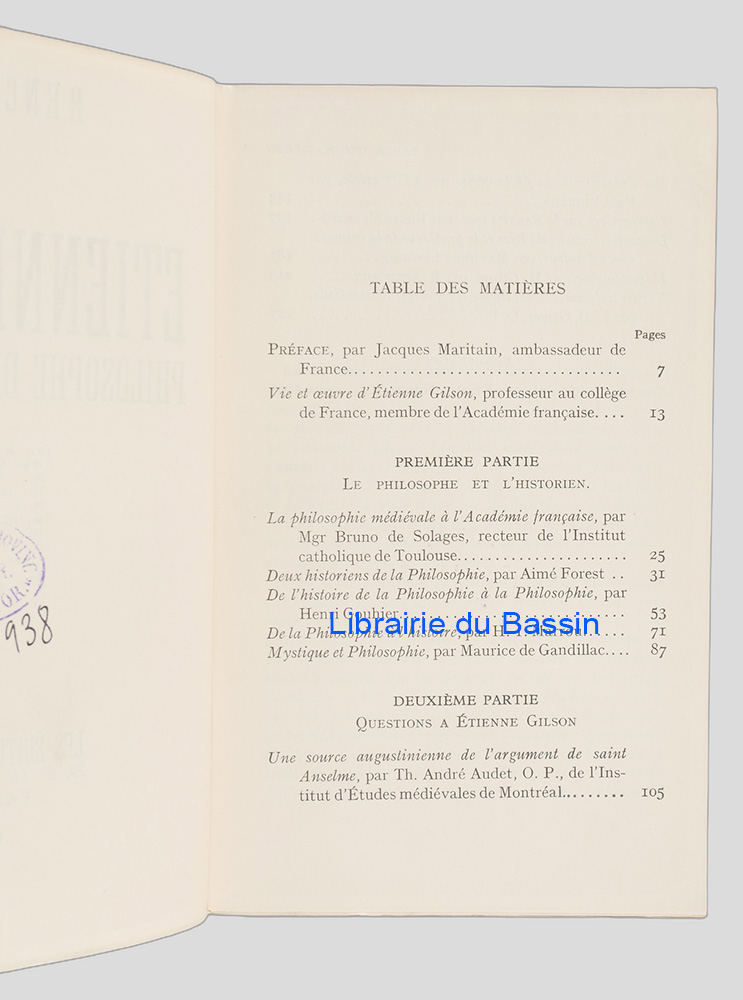 TABLE DES MATIÈRES
Pages
PRÉFACE, par Jacques Maritain, ambassadeur de
France.................................. 7
Vie et œuvre d'Étienne Gilson, professeur au collège
de France, membre de l'Académie française.... 13
PREMIÈRE PARTIE
LE PHILOSOPHE ET L'HISTORIEN.
La philosophie médiévale à l'Académie française, par
Mgr Bruno de Solages, recteur de l'Institut
catholique de Toulouse...................... 25
Deux historiens de la Philosophie, par Aimé Forest .. 31
De l'histoire de la Philosophie à la Philosophie, par
Henri Gouhier............................ 53
De la Philosophie à l'histoire, par H. I. Marrou...... 71
Librairie du Bassin
Mystique et Philosophie, par Maurice de Gandillac.... 87
DEUXIÈME PARTIE
QUESTIONS A ÉTIENNE GILSON
Une source augustinienne de l'argument de saint
Anselme, par Th. André Audet, O. P., de l'Ins-
titut d'Études médiévales de Montréal......... 105
938